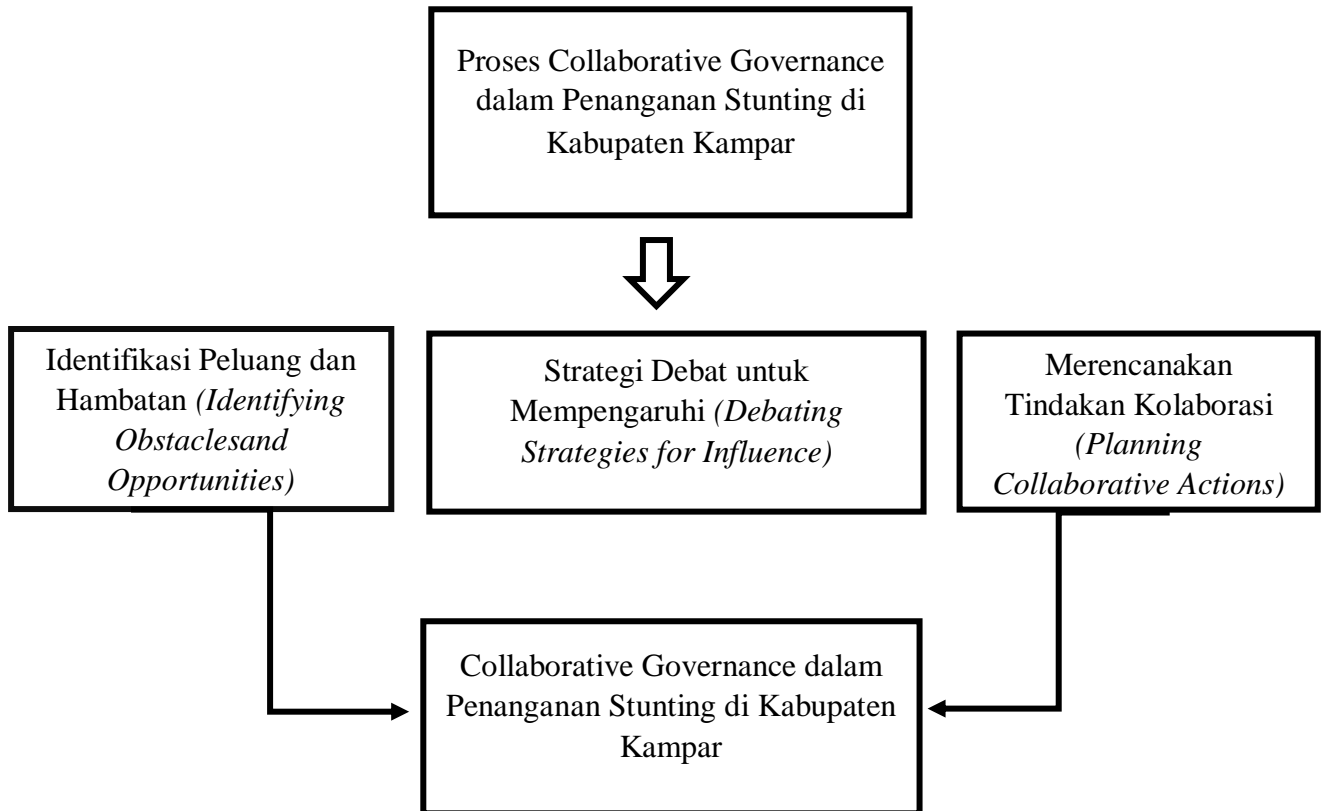 Proses Collaborative Governance
dalam Penanganan Stunting di
Kabupaten Kampar
Identifikasi Peluang dan
Hambatan (Identifying
Obstaclesand
Opportunities)
Strategi Debat untuk
Mempengaruhi (Debating
Strategies for Influence)
Merencanakan
Tindakan Kolaborasi
(Planning
Collaborative Actions)
Collaborative Governance dalam
Penanganan Stunting di Kabupaten
Kampar